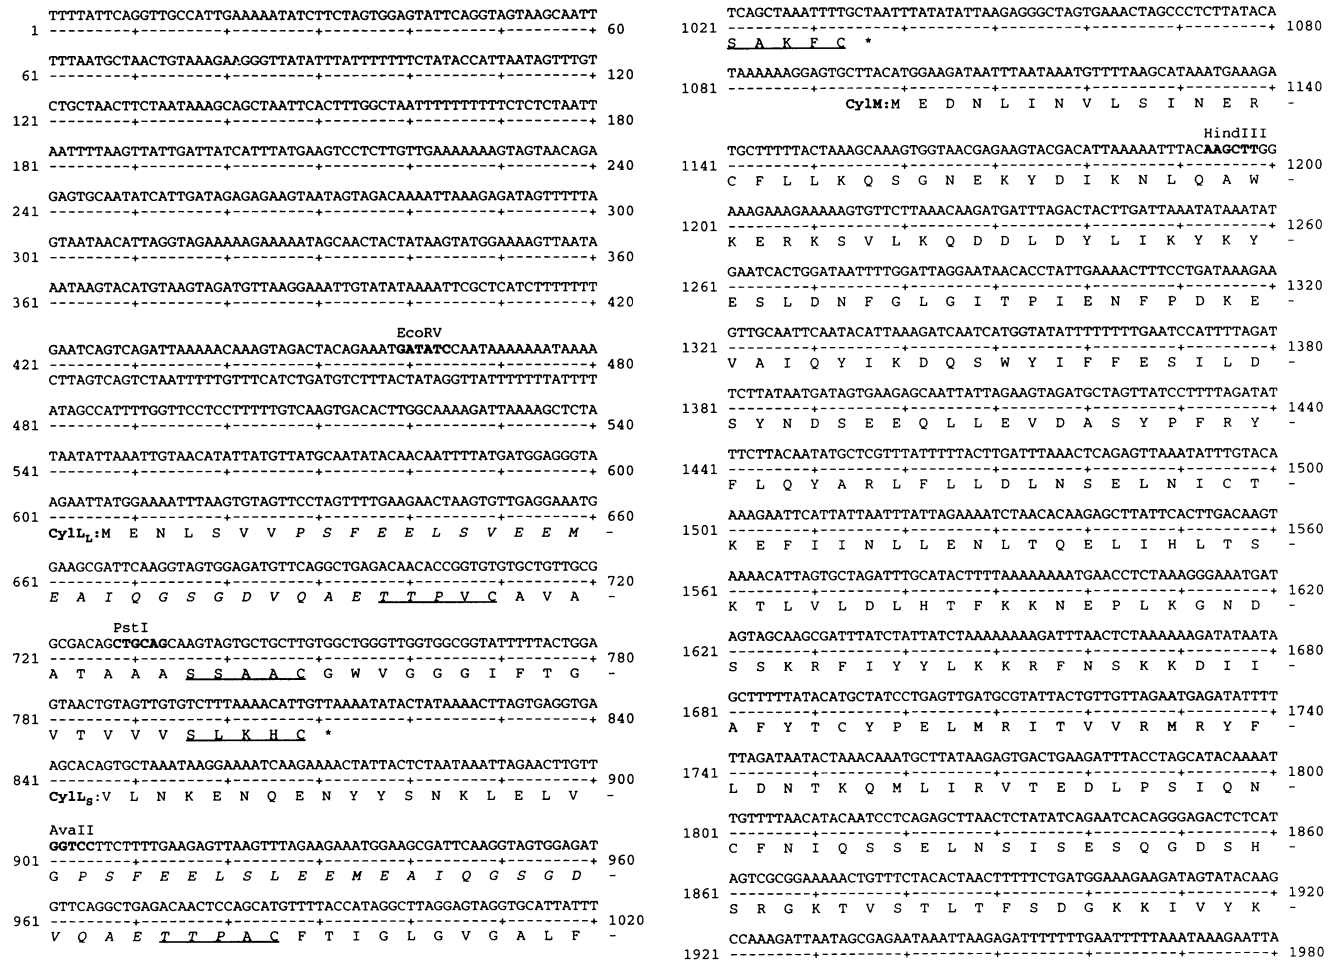 TTTTATTCAGGTTGCCATTGAAAAATATCTTCTAGTGGAGTATTCAGGTAGTAAGCAATT
1 ---------+---------+---------+---------+---------+---------+ 60
TTTAATGCTAACTGTAAAGAAGGGTTATATTTATTTTTTTCTATACCATTAATAGTTTGT
61 ---------+---------+---------+---------+---------+---------+ 120
CTGCTAACTTCTAATAAAGCAGCTAATTCACTTTGGCTAATTTTTTTTTTCTCTCTAATT
121 ---------+---------+---------+---------+---------+---------+ 180
AATTTTAAGTTATTGATTATCATTTATGAAGTCCTCTTGTTGAAAAAAAGTAGTAACAGA
181 ---------+---------+---------+---------+---------+---------+ 240
GAGTGCAATATCATTGATAGAGAGAAGTAATAGTAGACAAAATTAAAGAGATAGTTTTTA
241 ---------+---------+---------+---------+---------+---------+ 300
GTAATAACATTAGGTAGAAAAAGAAAAATAGCAACTACTATAAGTATGGAAAAGTTAATA
301 ---------+---------+---------+---------+---------+---------+ 360
AATAAGTACATGTAAGTAGATGTTAAGGAAATTGTATATAAAATTCGCTCATCTTTTTTT
361 ---------+---------+---------+---------+---------+---------+ 420
EcoRV
GAATCAGTCAGATTAAAAACAAAGTAGACTACAGAAATGATATCCAATAAAAAAATAAAA
421 ---------+---------+---------+---------+---------+---------+ 480
CTTAGTCAGTCTAATTTTTGTTTCATCTGATGTCTTTACTATAGGTTATTTTTTTATTTT
ATAGCCATTTTGGTTCCTCCTTTTTGTCAAGTGACACTTGGCAAAAGATTAAAAGCTCTA
481 ---------+---------+---------+---------+---------+---------+ 540
TAATATTAAATTGTAACATATTATGTTATGCAATATACAACAATTTTATGATGGAGGGTA
541 ---------+---------+---------+---------+---------+---------+ 600
AGAATTATGGAAAATTTAAGTGTAGTTCCTAGTTTTGAAGAACTAAGTGTTGAGGAAATG
601 ---------+---------+---------+---------+---------+---------+ 660
CylLL:M E N L S V V P S F E E L S V E E M -
GAAGCGATTCAAGGTAGTGGAGATGTTCAGGCTGAGACAACACCGGTGTGTGCTGTTGCG
661 ---------+---------+---------+---------+---------+---------+ 720
E A I Q G S G D V Q A E T T P V C A V A -
PstI
GCGACAGCTGCAGCAAGTAGTGCTGCTTGTGGCTGGGTTGGTGGCGGTATTTTTACTGGA
721 ---------+---------+---------+---------+---------+---------+ 780
A T A A A S S A A C G W V G G G I F T G -
GTAACTGTAGTTGTGTCTTTAAAACATTGTTAAAATATACTATAAAACTTAGTGAGGTGA
781 ---------+---------+---------+---------+---------+---------+ 840
V T V V V S L K H C *
AGCACAGTGCTAAATAAGGAAAATCAAGAAAACTATTACTCTAATAAATTAGAACTTGTT
841 ---------+---------+---------+---------+---------+---------+ 900
CylLS:V L N K E N Q E N Y Y S N K L E L V -
AvaII
GGTCCTTCTTTTGAAGAGTTAAGTTTAGAAGAAATGGAAGCGATTCAAGGTAGTGGAGAT
901 ---------+---------+---------+---------+---------+---------+ 960
G P S F E E L S L E E M E A I Q G S G D -
GTTCAGGCTGAGACAACTCCAGCATGTTTTACCATAGGCTTAGGAGTAGGTGCATTATTT
961 ---------+---------+---------+---------+---------+---------+ 1020
V Q A E T T P A C F T I G L G V G A L F -
TCAGCTAAATTTTGCTAATTTATATATTAAGAGGGCTAGTGAAACTAGCCCTCTTATACA
1021 ---------+---------+---------+---------+---------+---------+ 1080
S A K F C *
TAAAAAAGGAGTGCTTACATGGAAGATAATTTAATAAATGTTTTAAGCATAAATGAAAGA
1081 ---------+---------+---------+---------+---------+---------+ 1140
CylM:M E D N L I N V L S I N E R -
HindIII
TGCTTTTTACTAAAGCAAAGTGGTAACGAGAAGTACGACATTAAAAATTTACAAGCTTGG
1141 ---------+---------+---------+---------+---------+---------+ 1200
C F L L K Q S G N E K Y D I K N L Q A W -
AAAGAAAGAAAAAGTGTTCTTAAACAAGATGATTTAGACTACTTGATTAAATATAAATAT
1201 ---------+---------+---------+---------+---------+---------+ 1260
K E R K S V L K Q D D L D Y L I K Y K Y -
GAATCACTGGATAATTTTGGATTAGGAATAACACCTATTGAAAACTTTCCTGATAAAGAA
1261 ---------+---------+---------+---------+---------+---------+ 1320
E S L D N F G L G I T P I E N F P D K E -
GTTGCAATTCAATACATTAAAGATCAATCATGGTATATTTTTTTTGAATCCATTTTAGAT
1321 ---------+---------+---------+---------+---------+---------+ 1380
V A I Q Y I K D Q S W Y I F F E S I L D -
TCTTATAATGATAGTGAAGAGCAATTATTAGAAGTAGATGCTAGTTATCCTTTTAGATAT
1381 ---------+---------+---------+---------+---------+---------+ 1440
S Y N D S E E Q L L E V D A S Y P F R Y -
TTCTTACAATATGCTCGTTTATTTTTACTTGATTTAAACTCAGAGTTAAATATTTGTACA
1441 ---------+---------+---------+---------+---------+---------+ 1500
F L Q Y A R L F L L D L N S E L N I C T -
AAAGAATTCATTATTAATTTATTAGAAAATCTAACACAAGAGCTTATTCACTTGACAAGT
1501 ---------+---------+---------+---------+---------+---------+ 1560
K E F I I N L L E N L T Q E L I H L T S -
AAAACATTAGTGCTAGATTTGCATACTTTTAAAAAAAATGAACCTCTAAAGGGAAATGAT
1561 ---------+---------+---------+---------+---------+---------+ 1620
K T L V L D L H T F K K N E P L K G N D -
AGTAGCAAGCGATTTATCTATTATCTAAAAAAAAGATTTAACTCTAAAAAAGATATAATA
1621 ---------+---------+---------+---------+---------+---------+ 1680
S S K R F I Y Y L K K R F N S K K D I I -
GCTTTTTATACATGCTATCCTGAGTTGATGCGTATTACTGTTGTTAGAATGAGATATTTT
1681 ---------+---------+---------+---------+---------+---------+ 1740
A F Y T C Y P E L M R I T V V R M R Y F -
TTAGATAATACTAAACAAATGCTTATAAGAGTGACTGAAGATTTACCTAGCATACAAAAT
1741 ---------+---------+---------+---------+---------+---------+ 1800
L D N T K Q M L I R V T E D L P S I Q N -
TGTTTTAACATACAATCCTCAGAGCTTAACTCTATATCAGAATCACAGGGAGACTCTCAT
1801 ---------+---------+---------+---------+---------+---------+ 1860
C F N I Q S S E L N S I S E S Q G D S H -
AGTCGCGGAAAAACTGTTTCTACACTAACTTTTTCTGATGGAAAGAAGATAGTATACAAG
1861 ---------+---------+---------+---------+---------+---------+ 1920
S R G K T V S T L T F S D G K K I V Y K -
CCAAAGATTAATAGCGAGAATAAATTAAGAGATTTTTTTGAATTTTTAAATAAAGAATTA
1921 ---------+---------+---------+---------+---------+---------+ 1980